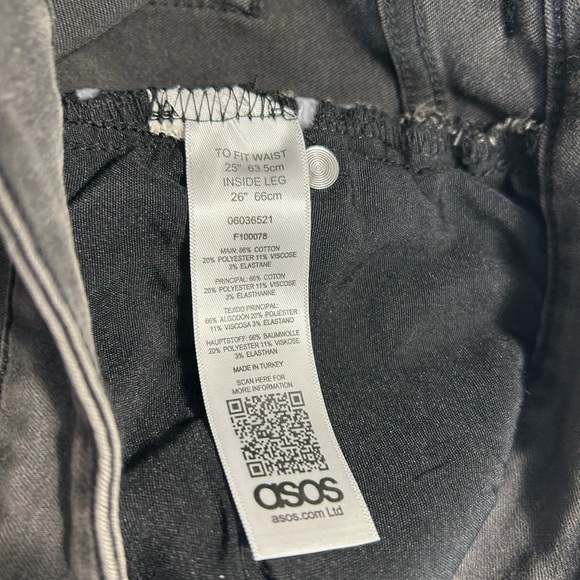 TO FIT WAIST
25" 63.5cm
INSIDE LEG
26" 66cm
06036521
F100078
MAIN: 66% COTTON
20% POLYESTER 11% VISCOSE
3% ELASTANE
PRINCIPAL: 66% COTON
20% POLYESTER 11% VISCOSE
3% ELASTHANNE
TEJIDO PRINCIPAL:
66% ALGODÓN 20% POLIÉSTER
11% VISCOSA 3% ELASTANO
HAUPTSTOFF: 66% BAUMWOLLE
20% POLYESTER 11% VISKOSE
3% ELASTHAN
MADE IN TURKEY
SCAN HERE FOR
MORE INFORMATION
asos
asos.com Ltd